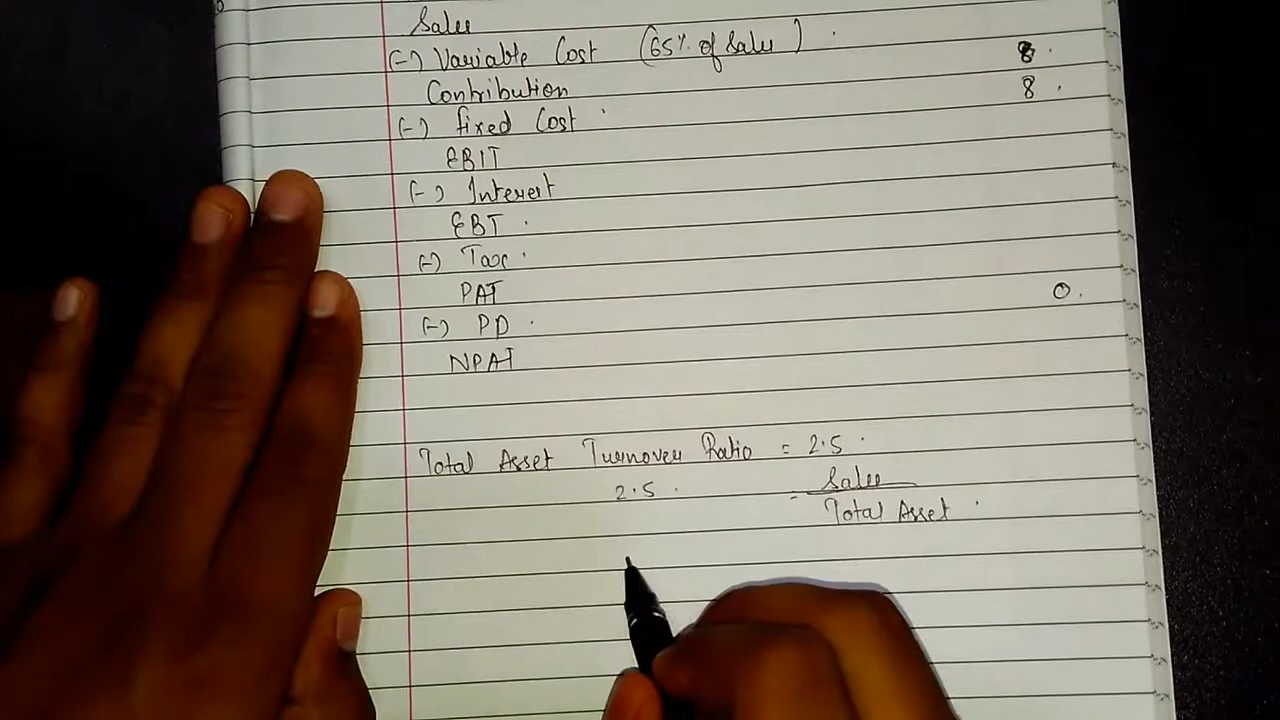 Sales
(-) Variable Cost (65% of Sales) 8
Contribution 8
(-) fixed Cost
EBIT
(-) Interest
EBT
(-) Tax
PAT 0
(-) PD
NPAT
Total Asset Turnover Ratio = 2.5
2.5 = Sales
Total Asset